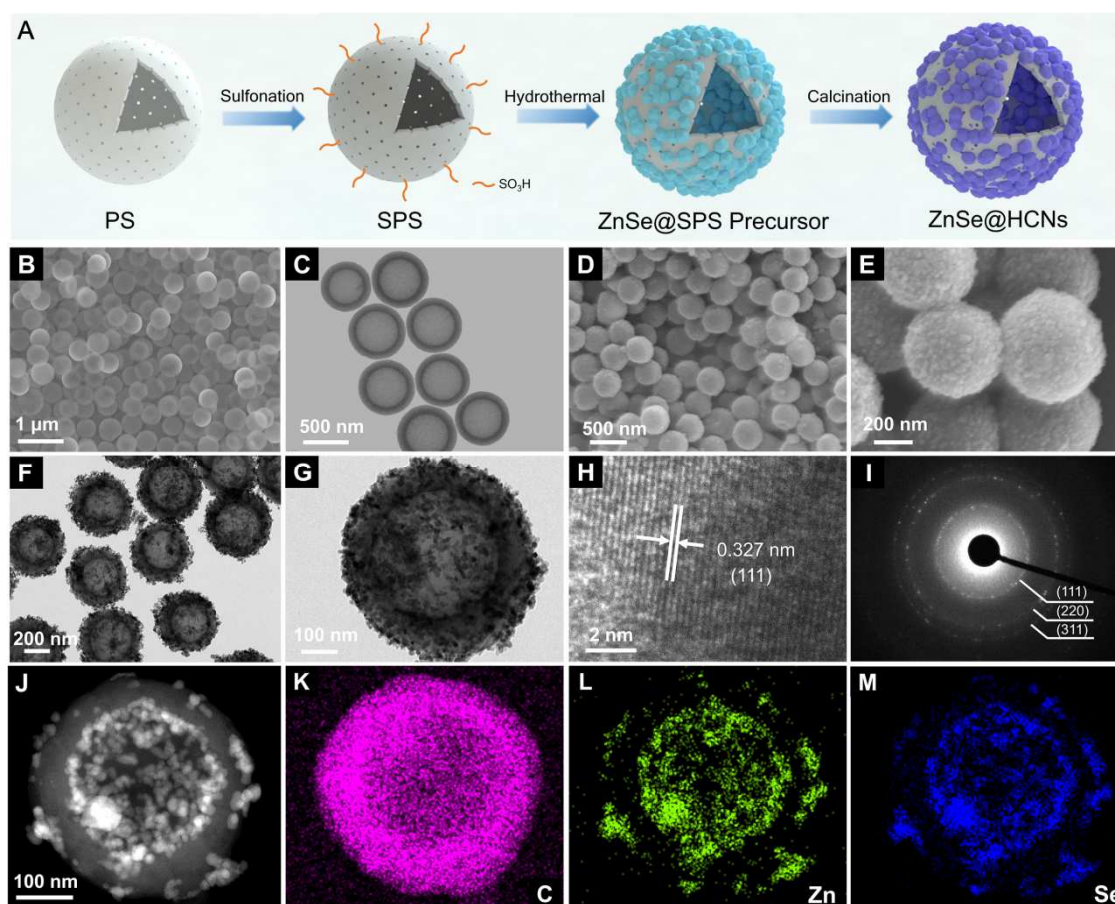 A
Sulfonation
Hydrothermal
Calcination
SO₃H
PS
SPS
ZnSe@SPS Precursor
ZnSe@HCNs
B
1 μm
C
500 nm
D
500 nm
E
200 nm
F
200 nm
G
100 nm
H
0.327 nm
(111)
2 nm
I
(111)
(220)
(311)
J
100 nm
K
C
L
Zn
M
Se